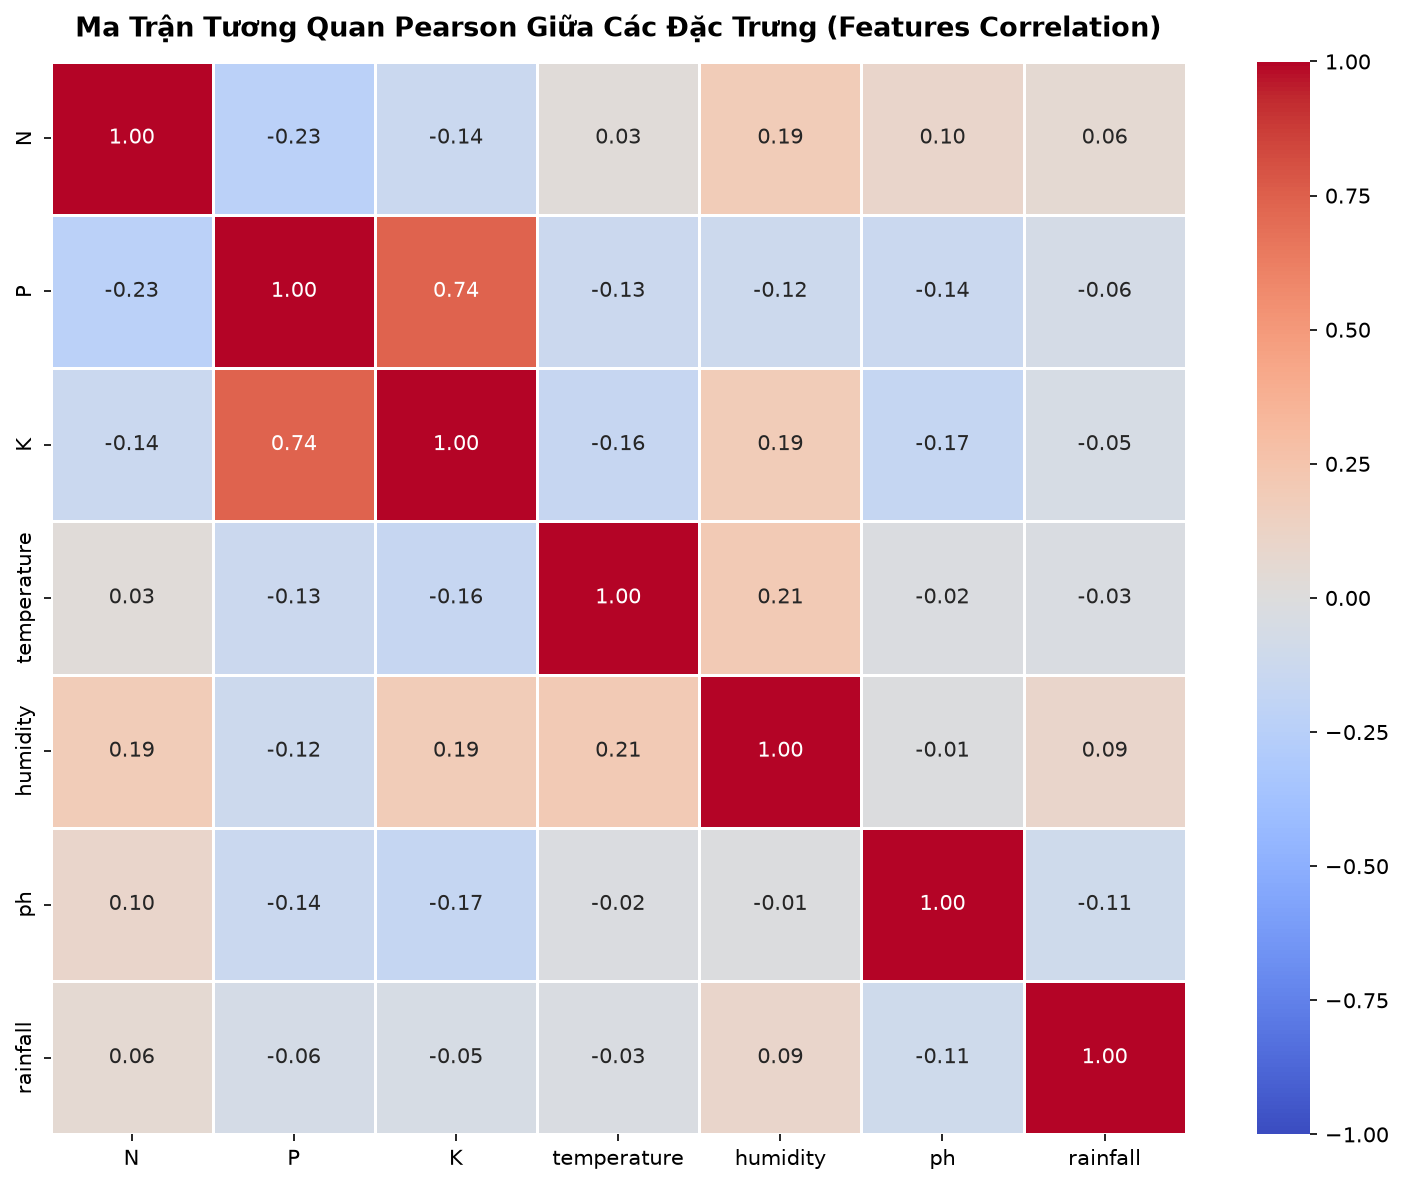 Ma Trận Tương Quan Pearson Giữa Các Đặc Trưng (Features Correlation)
N 1.00 -0.23 -0.14 0.03 0.19 0.10 0.06
P -0.23 1.00 0.74 -0.13 -0.12 -0.14 -0.06
K -0.14 0.74 1.00 -0.16 0.19 -0.17 -0.05
temperature 0.03 -0.13 -0.16 1.00 0.21 -0.02 -0.03
humidity 0.19 -0.12 0.19 0.21 1.00 -0.01 0.09
ph 0.10 -0.14 -0.17 -0.02 -0.01 1.00 -0.11
rainfall 0.06 -0.06 -0.05 -0.03 0.09 -0.11 1.00
N P K temperature humidity ph rainfall
1.00
0.75
0.50
0.25
0.00
−0.25
−0.50
−0.75
−1.00